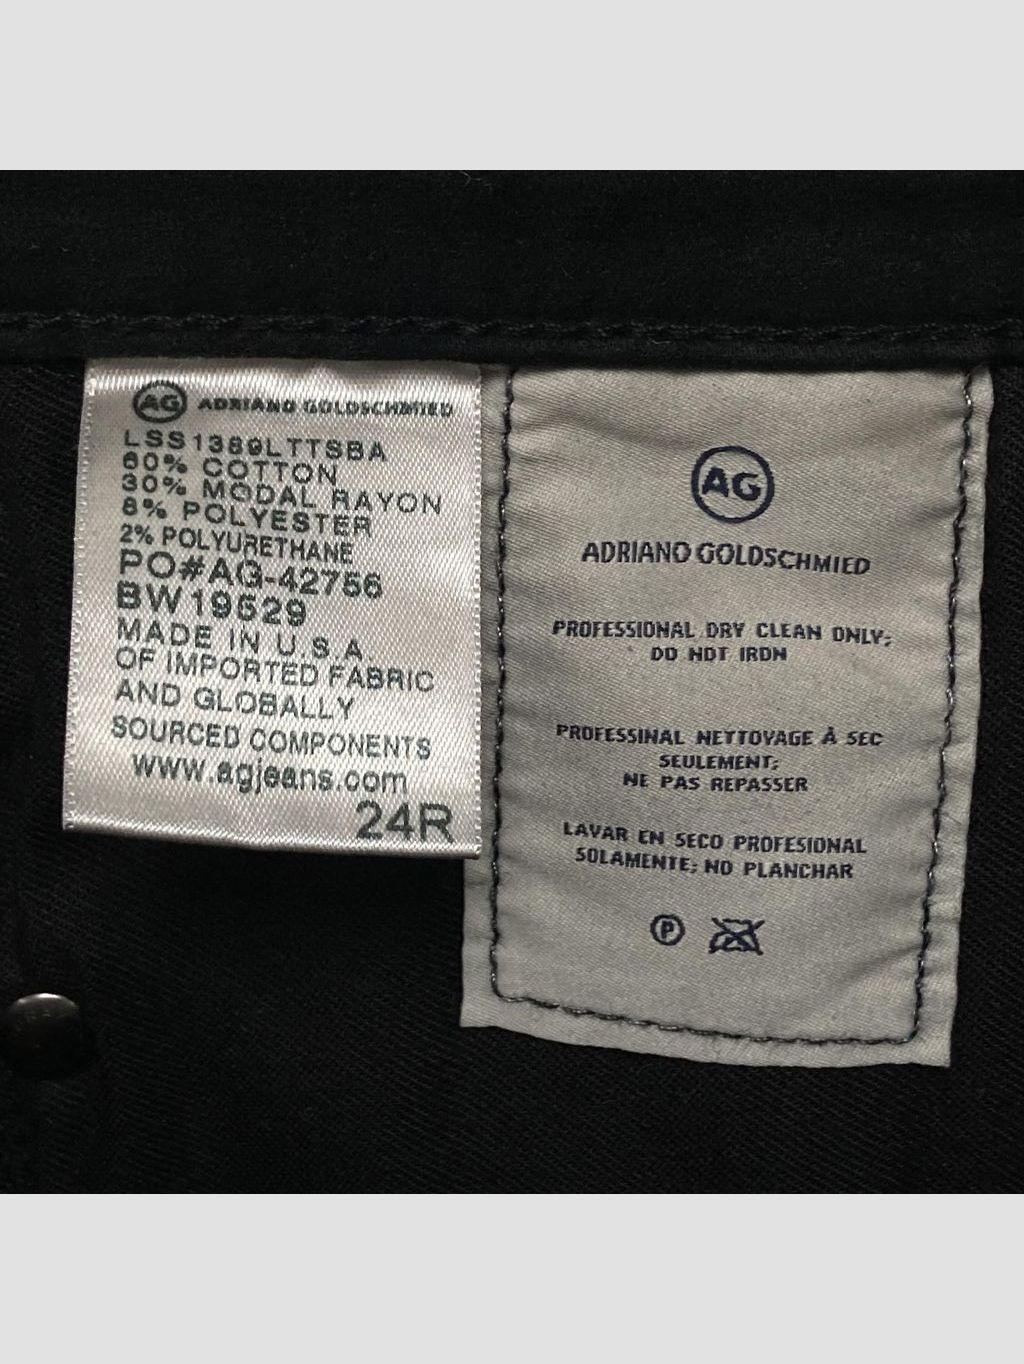 AG ADRIANO GOLDSCHMIED
LSS1389LTTSBA
60% COTTON
30% MODAL RAYON
8% POLYESTER
2% POLYURETHANE
PO#AG-42756
BW19529
MADE IN U.S.A
OF IMPORTED FABRIC
AND GLOBALLY
SOURCED COMPONENTS
www.agjeans.com
24R
AG
ADRIANO GOLDSCHMIED
PROFESSIONAL DRY CLEAN ONLY;
DO NOT IRON
PROFESSINAL NETTOYAGE À SEC
SEULEMENT;
NE PAS REPASSER
LAVAR EN SECO PROFESIONAL
SOLAMENTE; NO PLANCHAR
P